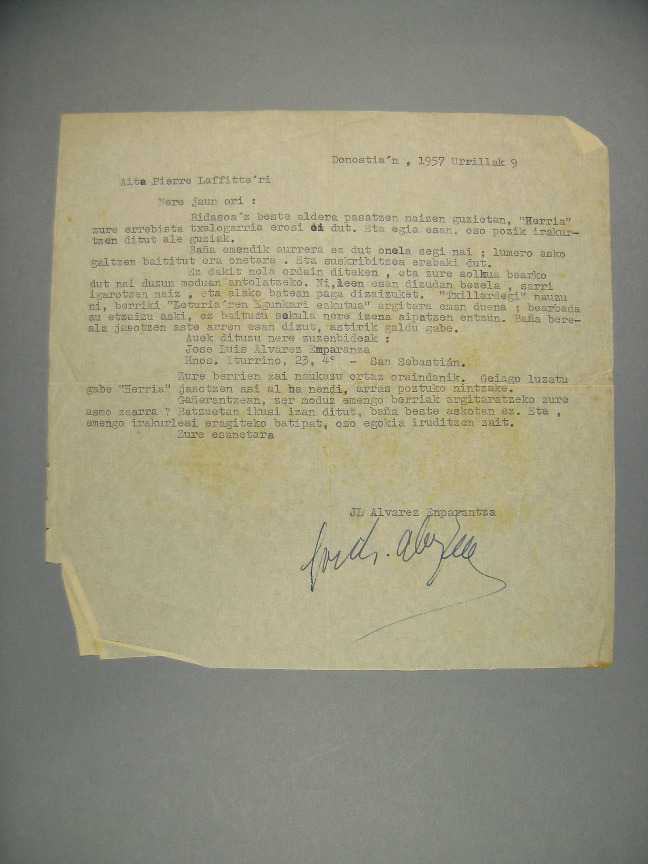 Donostia'n , 1957 Urrillak 9
Aita Pierre Laffitte'ri
Nere jaun ori :
Bidasoa'z beste aldera pasatzen naizen guzietan, "Herria"
zure errebista txalogarria erosi oi dut. Eta egia esan, oso pozik irakur-
tzen ditut ale guziak.
Baña emendik aurrera ez dut onela segi nai ; lumero asko
galtzen baititut era onetara . Eta suskribitzea erabaki dut.
Ez dakit nola ordain diteken , eta zure aolkua bearko
dut nai duzun moduan antolatzeko. Ni,leen esan dizudan bezela , sarri
igarotzen naiz , eta alako batean paga dizaizuket. "Txillardegi" nauzu
ni, berriki "Leturia'ren Egunkari ezkutua" argitara eman duena ; bearbada
au etzaizu aski, ez baituzu sekula nere izena aipatzen entzun. Baña bere-
ala jasotzen aste arren esan dizut, astirik galdu gabe.
Auek dituzu nere zuzenbideak :
Jose Luis Alvarez Emparanza
Hnos. Iturrino, 23, 4º - San Sebastián.
Zure berrien zai naukazu ortaz oraindanik. Geiago luzatu
gabe "Herria" jasotzen asi al ba nendi, arras poztuko nintzake.
Gañerantzean, zer moduz emengo berriak argitaratzeko zure
asmo zaarra ? Batzuetan ikusi izan ditut, baña beste askotan ez. Eta ,
emengo irakurleai eragiteko batipat, oso egokia iruditzen zait.
Zure esanetara
JL Alvarez Enparantza